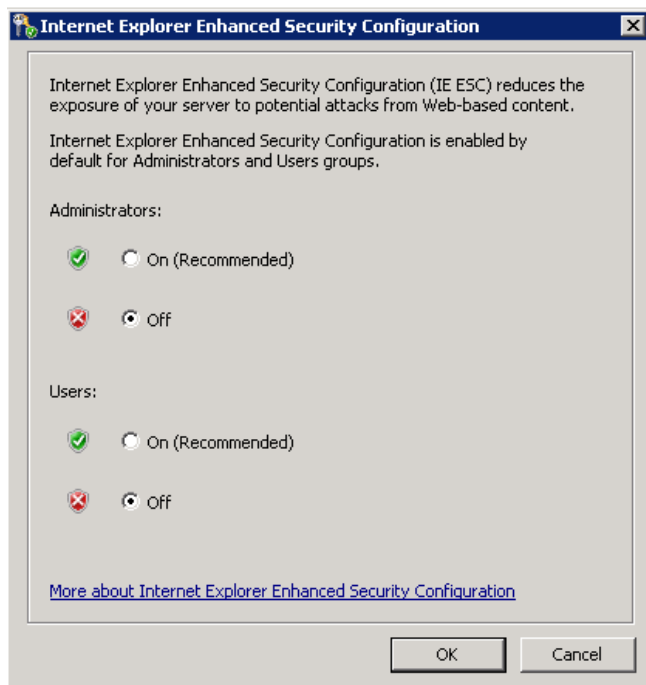 Internet Explorer Enhanced Security Configuration
Internet Explorer Enhanced Security Configuration (IE ESC) reduces the
exposure of your server to potential attacks from Web-based content.
Internet Explorer Enhanced Security Configuration is enabled by
default for Administrators and Users groups.
Administrators:
On (Recommended)
Off
Users:
On (Recommended)
Off
More about Internet Explorer Enhanced Security Configuration
OK
Cancel